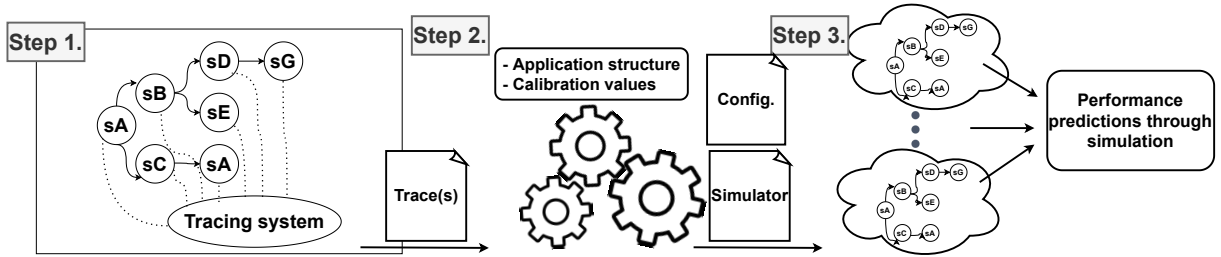 Step 1.
sD
sG
sB
sE
sA
sC
sA
Tracing system
Trace(s)
Step 2.
- Application structure
- Calibration values
Config.
Simulator
Step 3.
sD
sG
sB
sE
sA
sC
sA
sD
sG
sB
sE
sA
sC
sA
Performance
predictions through
simulation